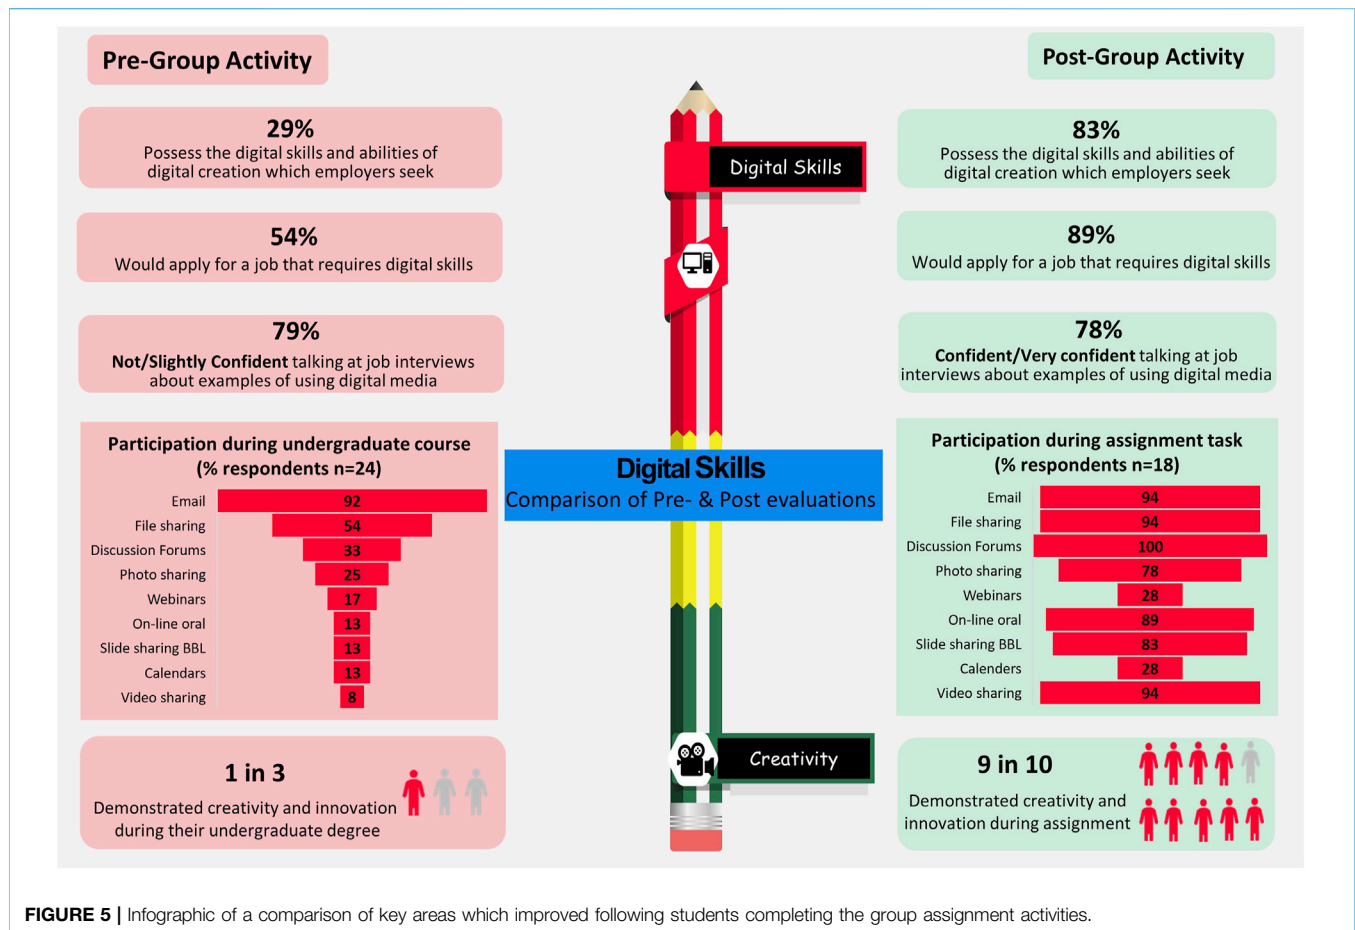 Pre-Group Activity
29%
Possess the digital skills and abilities of
digital creation which employers seek
54%
Would apply for a job that requires digital skills
79%
Not/Slightly Confident talking at job interviews
about examples of using digital media
Participation during undergraduate course
(% respondents n=24)
Email 92
File sharing 54
Discussion Forums 33
Photo sharing 25
Webinars 17
On-line oral 13
Slide sharing BBL 13
Calendars 13
Video sharing 8
1 in 3
Demonstrated creativity and innovation
during their undergraduate degree
Digital Skills
Digital Skills
Comparison of Pre- & Post evaluations
Creativity
Post-Group Activity
83%
Possess the digital skills and abilities of
digital creation which employers seek
89%
Would apply for a job that requires digital skills
78%
Confident/Very confident talking at job
interviews about examples of using digital media
Participation during assignment task
(% respondents n=18)
Email 94
File sharing 94
Discussion Forums 100
Photo sharing 78
Webinars 28
On-line oral 89
Slide sharing BBL 83
Calenders 28
Video sharing 94
9 in 10
Demonstrated creativity and
innovation during assignment
FIGURE 5 | Infographic of a comparison of key areas which improved following students completing the group assignment activities.